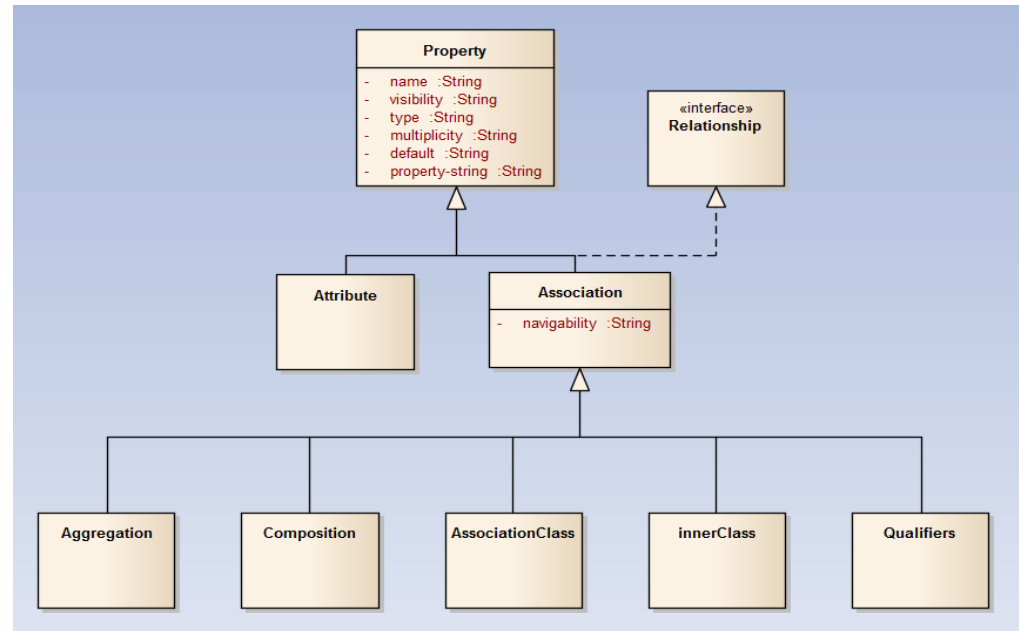 Property
- name :String
- visibility :String
- type :String
- multiplicity :String
- default :String
- property-string :String
«interface»
Relationship
Attribute
Association
- navigability :String
Aggregation
Composition
AssociationClass
innerClass
Qualifiers